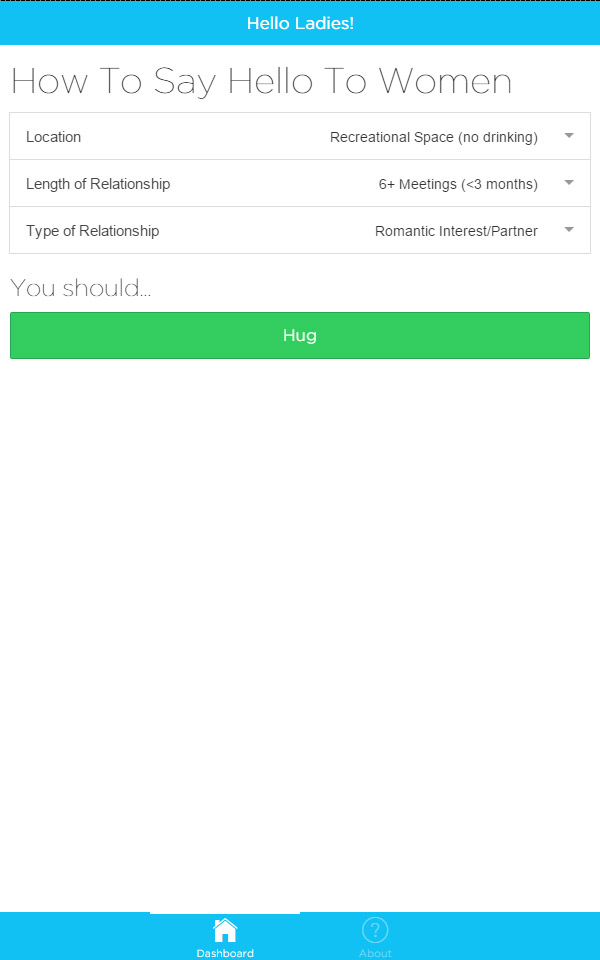 Hello Ladies!
How To Say Hello To Women
Location Recreational Space (no drinking)
Length of Relationship 6+ Meetings (<3 months)
Type of Relationship Romantic Interest/Partner
You should...
Hug
Dashboard About